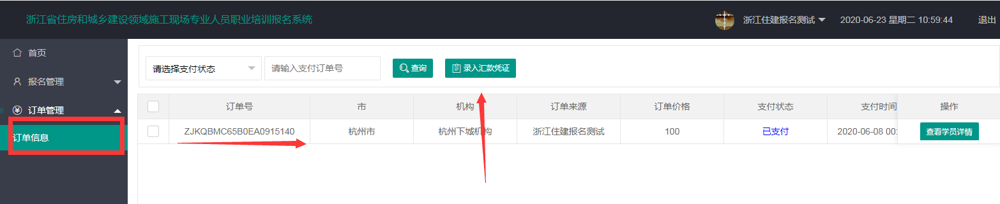 浙江省住房和城乡建设领域施工现场专业人员职业培训报名系统
浙江住建报名测试 2020-06-23 星期二 10:59:44 退出
首页
报名管理
订单管理
订单信息
请选择支付状态 请输入支付订单号 查询 录入汇款凭证
订单号 市 机构 订单来源 订单价格 支付状态 支付时间 操作
ZJKQBMC65B0EA0915140 杭州市 杭州下城机构 浙江住建报名测试 100 已支付 2020-06-08 00: 查看学员详情